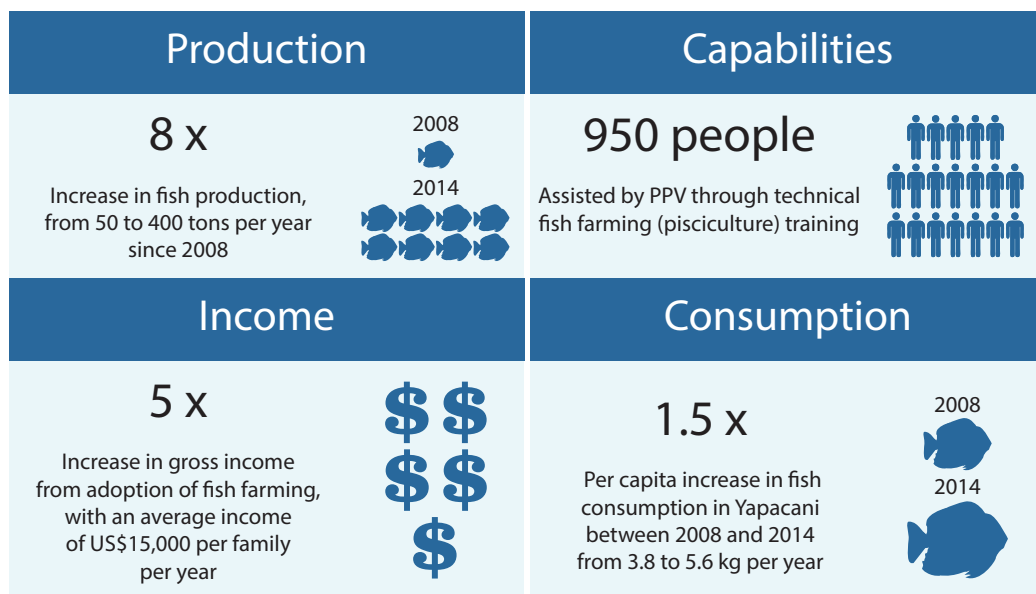 Production
8 x
Increase in fish production,
from 50 to 400 tons per year
since 2008
2008
2014
Capabilities
950 people
Assisted by PPV through technical
fish farming (pisciculture) training
Income
5 x
Increase in gross income
from adoption of fish farming,
with an average income
of US$15,000 per family
per year
$ $
$ $
$
Consumption
1.5 x
Per capita increase in fish
consumption in Yapacani
between 2008 and 2014
from 3.8 to 5.6 kg per year
2008
2014